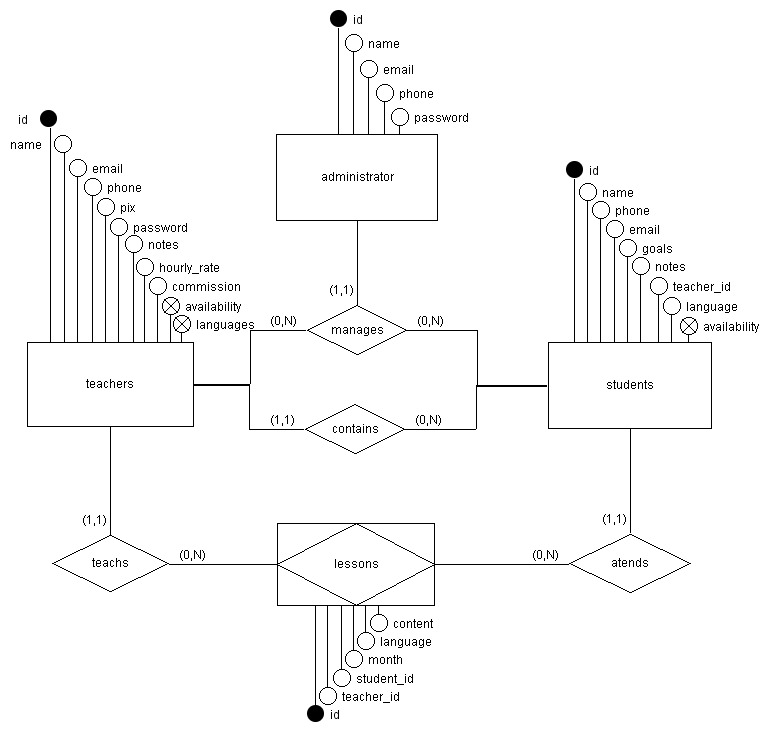 id
name
email
phone
password
administrator
id
name
email
phone
pix
password
notes
hourly_rate
commission
availability
languages
teachers
id
name
phone
email
goals
notes
teacher_id
language
availability
students
(1,1)
(0,N)
manages
(0,N)
(1,1)
contains
(0,N)
(1,1)
teachs
(0,N)
lessons
(0,N)
(1,1)
atends
content
language
month
student_id
teacher_id
id